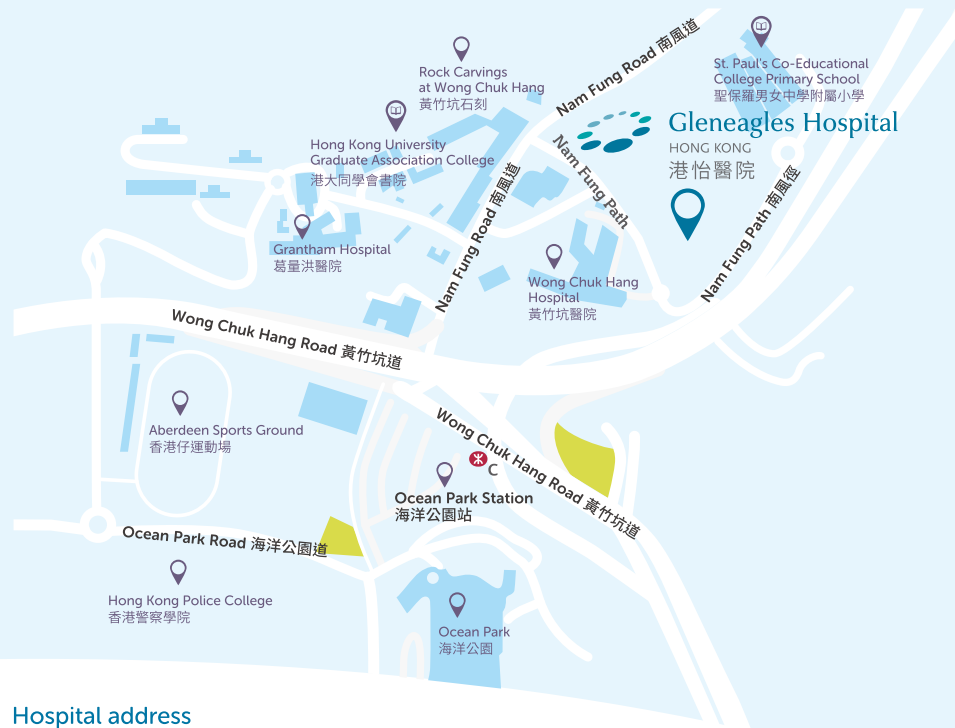 Nam Fung Road 南風道
St. Paul's Co-Educational
College Primary School
聖保羅男女中學附屬小學
Rock Carvings
at Wong Chuk Hang
黃竹坑石刻
Gleneagles Hospital
HONG KONG
港怡醫院
Hong Kong University
Graduate Association College
港大同學會書院
Nam Fung Path
Nam Fung Road 南風道
Nam Fung Path 南風徑
Grantham Hospital
葛量洪醫院
Wong Chuk Hang
Hospital
黃竹坑醫院
Wong Chuk Hang Road 黃竹坑道
Aberdeen Sports Ground
香港仔運動場
Wong Chuk Hang Road 黃竹坑道
C
Ocean Park Station
海洋公園站
Ocean Park Road 海洋公園道
Hong Kong Police College
香港警察學院
Ocean Park
海洋公園
Hospital address